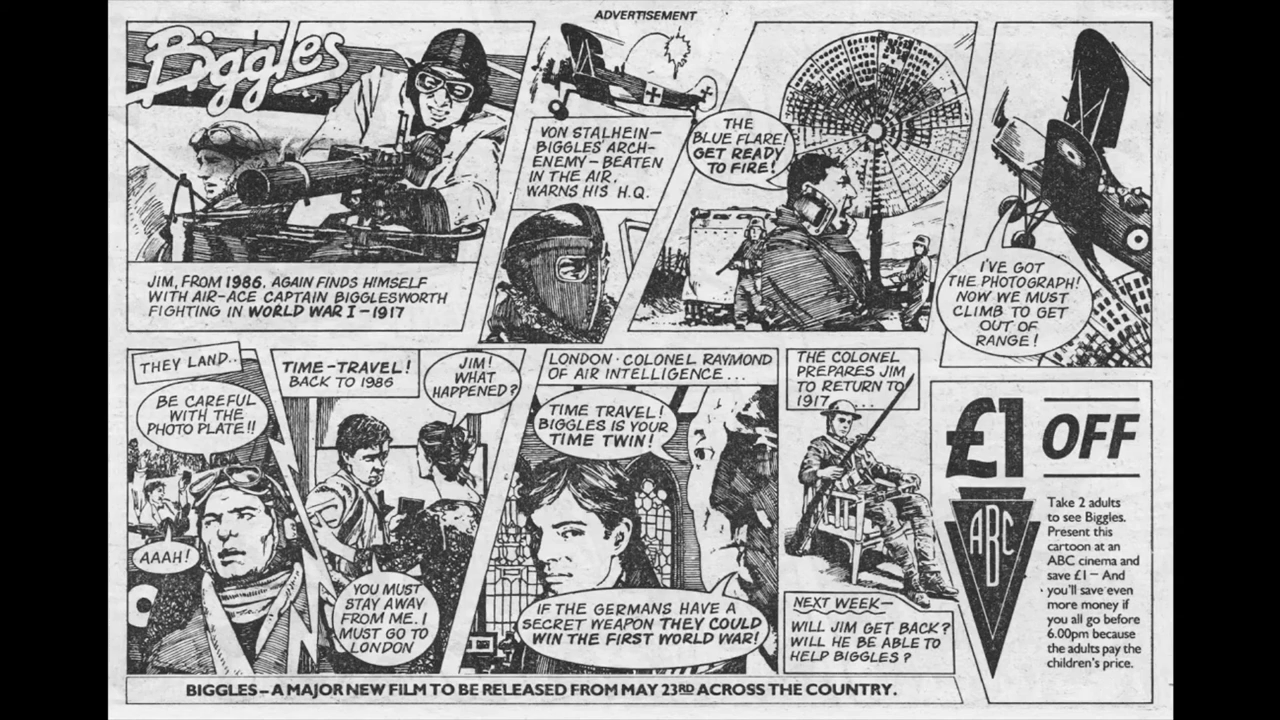 ADVERTISEMENT
Biggles
JIM, FROM 1986. AGAIN FINDS HIMSELF
WITH AIR-ACE CAPTAIN BIGGLESWORTH
FIGHTING IN WORLD WAR I - 1917
VON STALHEIN-
BIGGLES' ARCH-
ENEMY - BEATEN
IN THE AIR,
WARNS HIS H.Q.
THE
BLUE FLARE!
GET READY
TO FIRE!
I'VE GOT
THE PHOTOGRAPH!
NOW WE MUST
CLIMB TO GET
OUT OF
RANGE!
THEY LAND..
BE CAREFUL
WITH THE
PHOTO PLATE!!
AAAH!
TIME-TRAVEL!
BACK TO 1986
JIM!
WHAT
HAPPENED?
YOU MUST
STAY AWAY
FROM ME. I
MUST GO TO
LONDON
LONDON · COLONEL RAYMOND
OF AIR INTELLIGENCE...
TIME TRAVEL!
BIGGLES IS YOUR
TIME TWIN!
IF THE GERMANS HAVE A
SECRET WEAPON THEY COULD
WIN THE FIRST WORLD WAR!
THE COLONEL
PREPARES JIM
TO RETURN TO
1917....
NEXT WEEK-
WILL JIM GET BACK?
WILL HE BE ABLE TO
HELP BIGGLES?
£1 OFF
ABC
Take 2 adults
to see Biggles.
Present this
cartoon at an
ABC cinema and
save £1 – And
you'll save even
more money if
you all go before
6.00pm because
the adults pay the
children's price.
BIGGLES – A MAJOR NEW FILM TO BE RELEASED FROM MAY 23RD ACROSS THE COUNTRY.